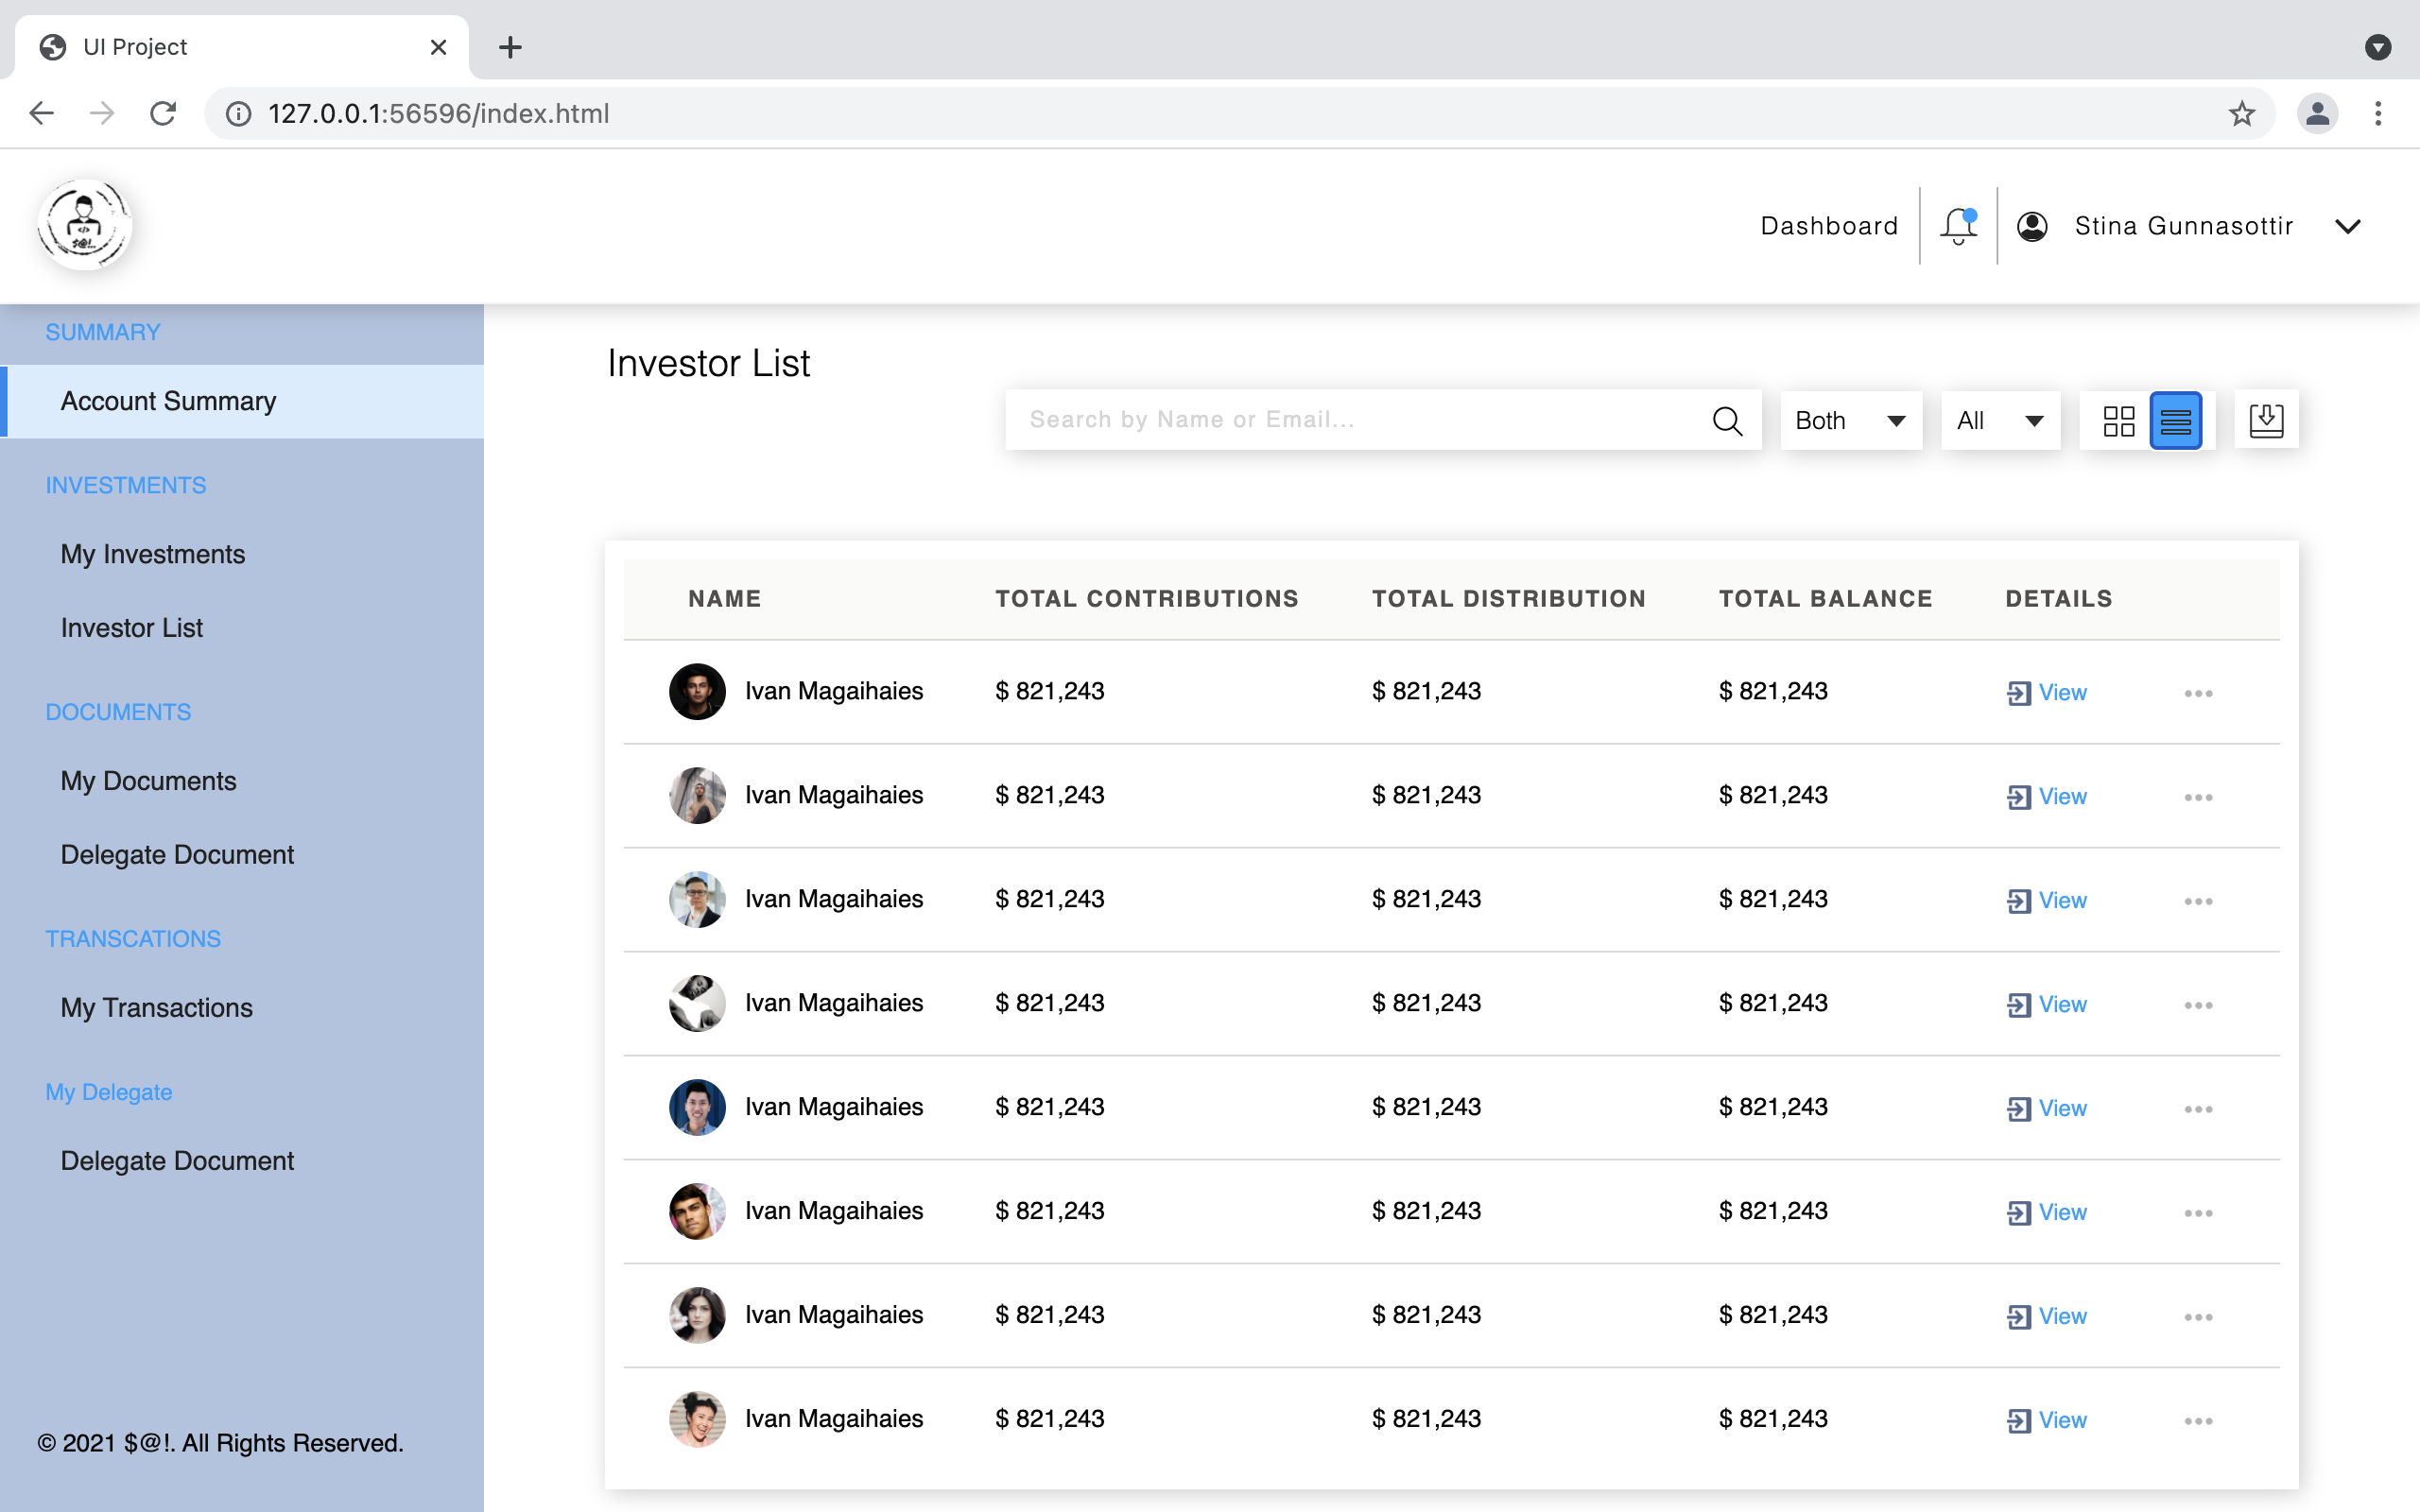 UI Project
127.0.0.1:56596/index.html
Dashboard
Stina Gunnasottir
SUMMARY
Account Summary
INVESTMENTS
My Investments
Investor List
DOCUMENTS
My Documents
Delegate Document
TRANSCATIONS
My Transactions
My Delegate
Delegate Document
© 2021 $@!. All Rights Reserved.
Investor List
Search by Name or Email...
Both
All
NAME TOTAL CONTRIBUTIONS TOTAL DISTRIBUTION TOTAL BALANCE DETAILS
Ivan Magaihaies $ 821,243 $ 821,243 $ 821,243 View
Ivan Magaihaies $ 821,243 $ 821,243 $ 821,243 View
Ivan Magaihaies $ 821,243 $ 821,243 $ 821,243 View
Ivan Magaihaies $ 821,243 $ 821,243 $ 821,243 View
Ivan Magaihaies $ 821,243 $ 821,243 $ 821,243 View
Ivan Magaihaies $ 821,243 $ 821,243 $ 821,243 View
Ivan Magaihaies $ 821,243 $ 821,243 $ 821,243 View
Ivan Magaihaies $ 821,243 $ 821,243 $ 821,243 View